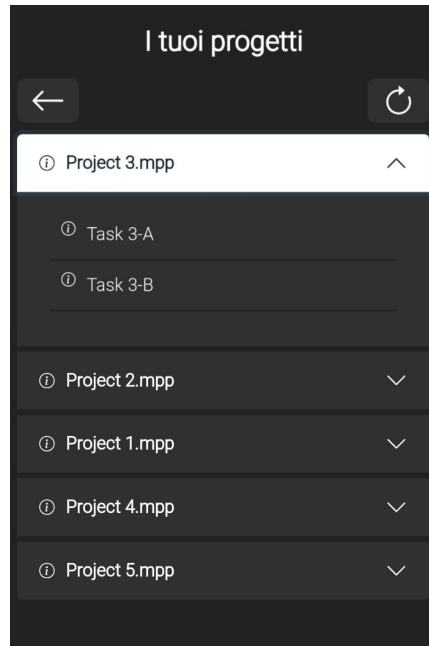 I tuoi progetti
Project 3.mpp
Task 3-A
Task 3-B
Project 2.mpp
Project 1.mpp
Project 4.mpp
Project 5.mpp